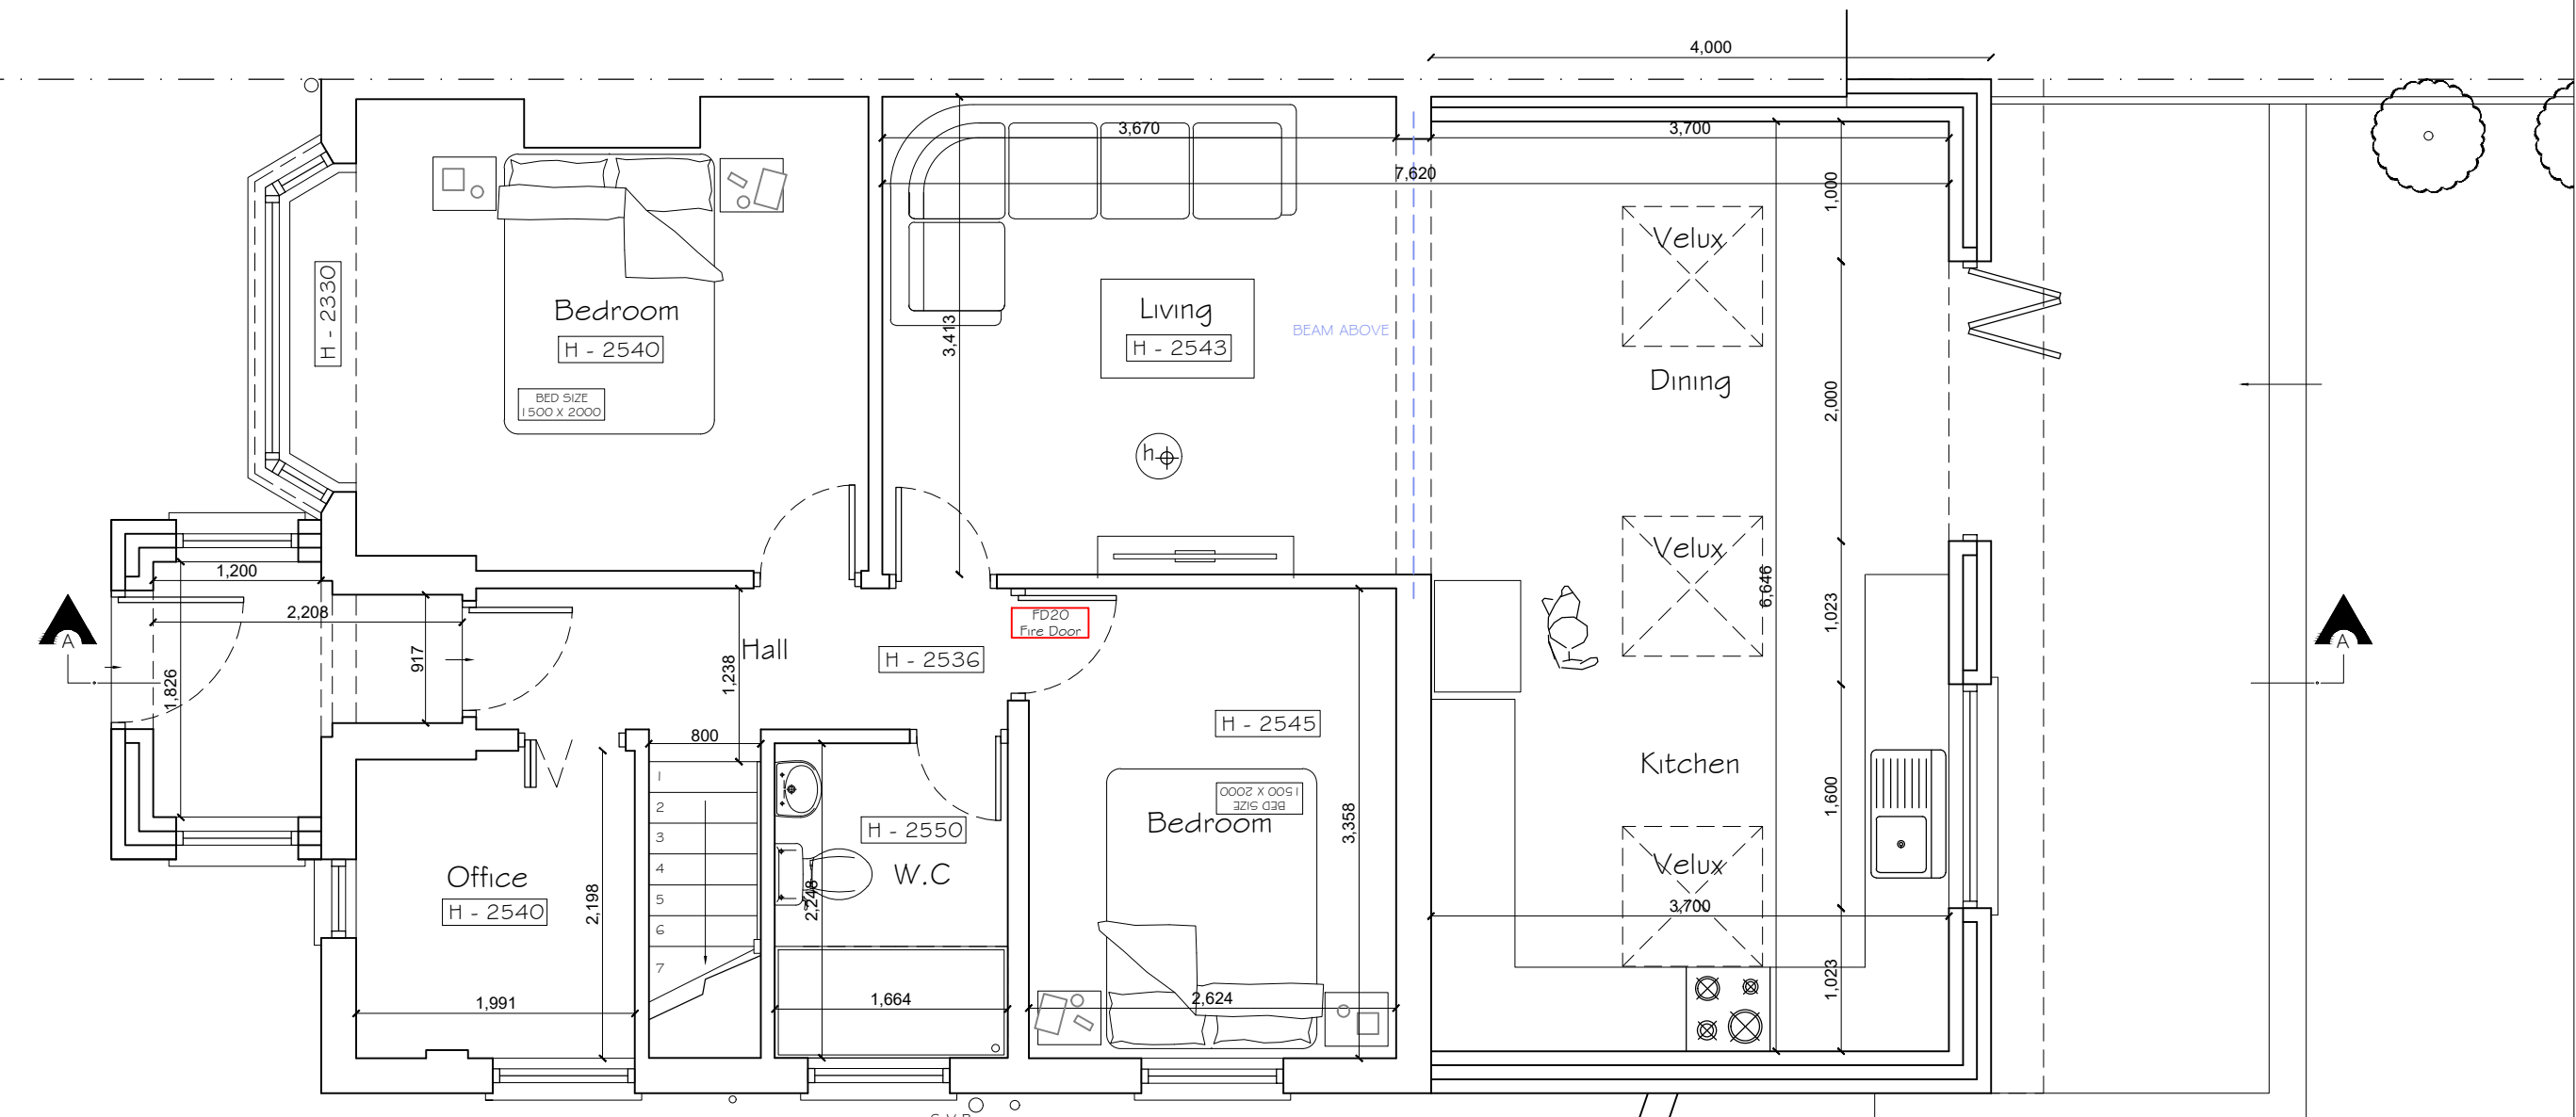 4,000
3,670
3,700
7,620
1,000
Velux
H - 2330
Bedroom
H - 2540
BED SIZE
1500 X 2000
3,413
Living
H - 2543
BEAM ABOVE
Dining
2,000
h
Velux
6,646
1,023
1,200
2,208
917
1,826
A
Hall
1,238
H - 2536
FD20
Fire Door
A
800
H - 2545
BED SIZE
1500 X 2000
Bedroom
3,358
Kitchen
1,600
1
2
3
4
5
6
7
H - 2550
W.C
2,248
Office
H - 2540
2,198
Velux
3,700
1,023
1,991
1,664
2,624